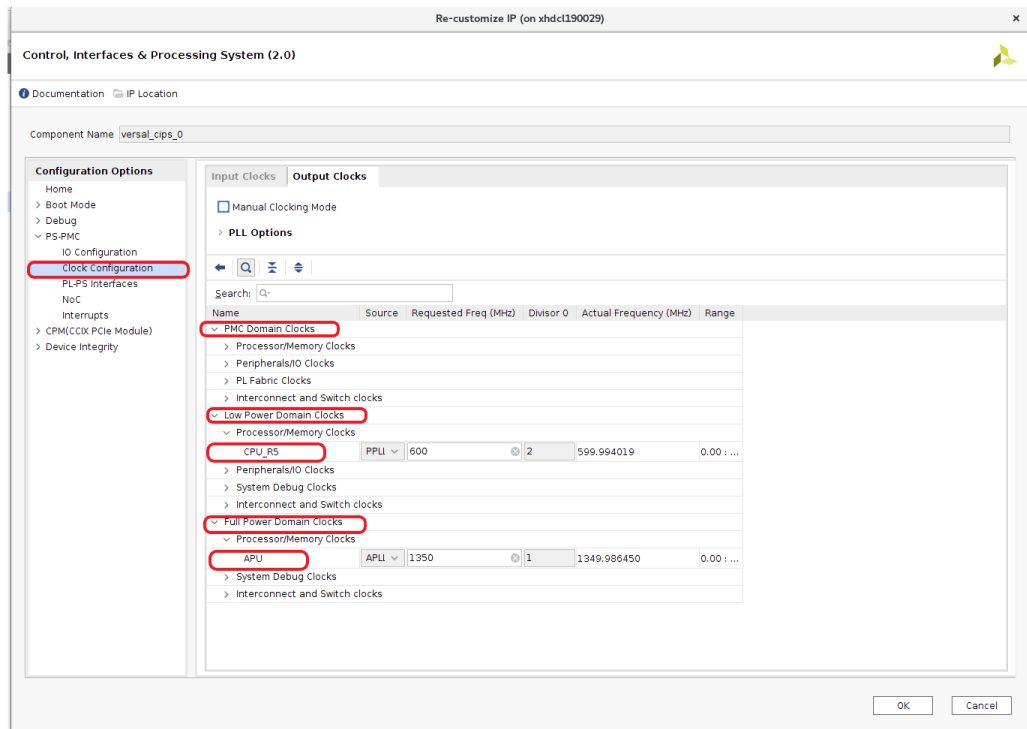 Re-customize IP (on xhdcl190029)
Control, Interfaces & Processing System (2.0)
Documentation IP Location
Component Name versal_cips_0
Configuration Options
Home
Boot Mode
Debug
PS-PMC
IO Configuration
Clock Configuration
PL-PS Interfaces
NoC
Interrupts
CPM(CCIX PCIe Module)
Device Integrity
Input Clocks Output Clocks
Manual Clocking Mode
PLL Options
Search:
Name Source Requested Freq (MHz) Divisor 0 Actual Frequency (MHz) Range
PMC Domain Clocks
Processor/Memory Clocks
Peripherals/IO Clocks
PL Fabric Clocks
Interconnect and Switch clocks
Low Power Domain Clocks
Processor/Memory Clocks
CPU_R5 PPLL 600 2 599.994019 0.00 : ...
Peripherals/IO Clocks
System Debug Clocks
Interconnect and Switch clocks
Full Power Domain Clocks
Processor/Memory Clocks
APU APLL 1350 1 1349.986450 0.00 : ...
System Debug Clocks
Interconnect and Switch clocks
OK Cancel